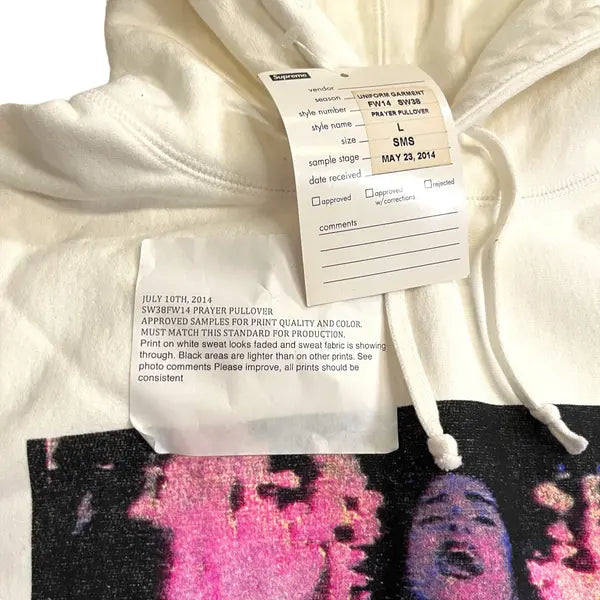 Supreme
vendor UNIFORM GARMENT
season FW14 SW38
style number PRAYER PULLOVER
style name L
size SMS
sample stage MAY 23, 2014
date received
approved approved w/corrections rejected
comments
JULY 10TH, 2014
SW38FW14 PRAYER PULLOVER
APPROVED SAMPLES FOR PRINT QUALITY AND COLOR.
MUST MATCH THIS STANDARD FOR PRODUCTION.
Print on white sweat looks faded and sweat fabric is showing
through. Black areas are lighter than on other prints. See
photo comments Please improve, all prints should be
consistent